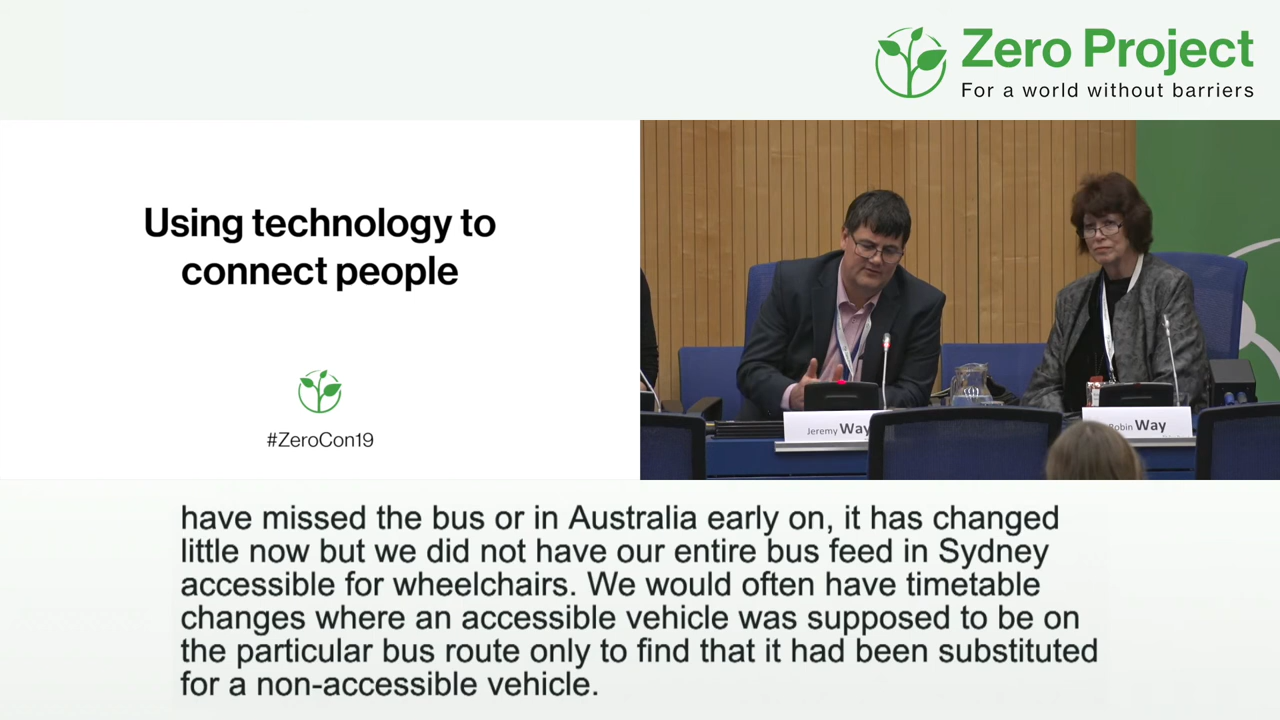 Zero Project
For a world without barriers
Using technology to
connect people
#ZeroCon19
Jeremy Way
Robin Way
have missed the bus or in Australia early on, it has changed
little now but we did not have our entire bus feed in Sydney
accessible for wheelchairs. We would often have timetable
changes where an accessible vehicle was supposed to be on
the particular bus route only to find that it had been substituted
for a non-accessible vehicle.